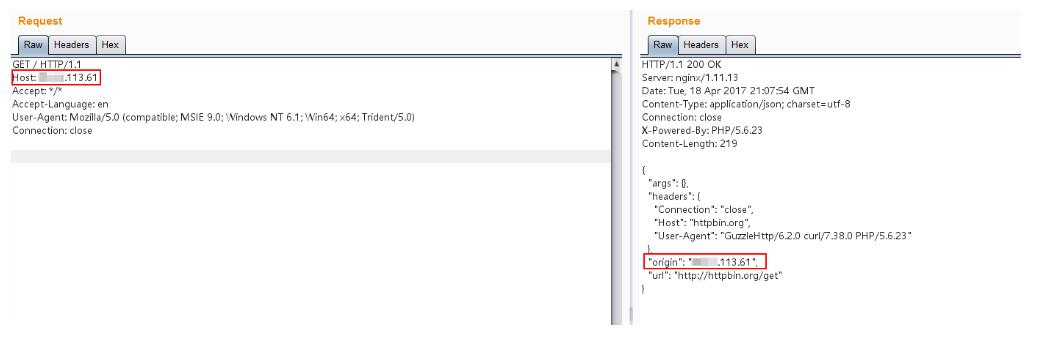 Request
Raw Headers Hex
GET / HTTP/1.1
Host: .113.61
Accept: */*
Accept-Language: en
User-Agent: Mozilla/5.0 (compatible; MSIE 9.0; Windows NT 6.1; Win64; x64; Trident/5.0)
Connection: close
Response
Raw Headers Hex
HTTP/1.1 200 OK
Server: nginx/1.11.13
Date: Tue, 18 Apr 2017 21:07:54 GMT
Content-Type: application/json; charset=utf-8
Connection: close
X-Powered-By: PHP/5.6.23
Content-Length: 219
{
"args": {},
"headers": {
"Connection": "close",
"Host": "httpbin.org",
"User-Agent": "GuzzleHttp/6.2.0 curl/7.38.0 PHP/5.6.23"
},
"origin": " .113.61",
"url": "http://httpbin.org/get"
}